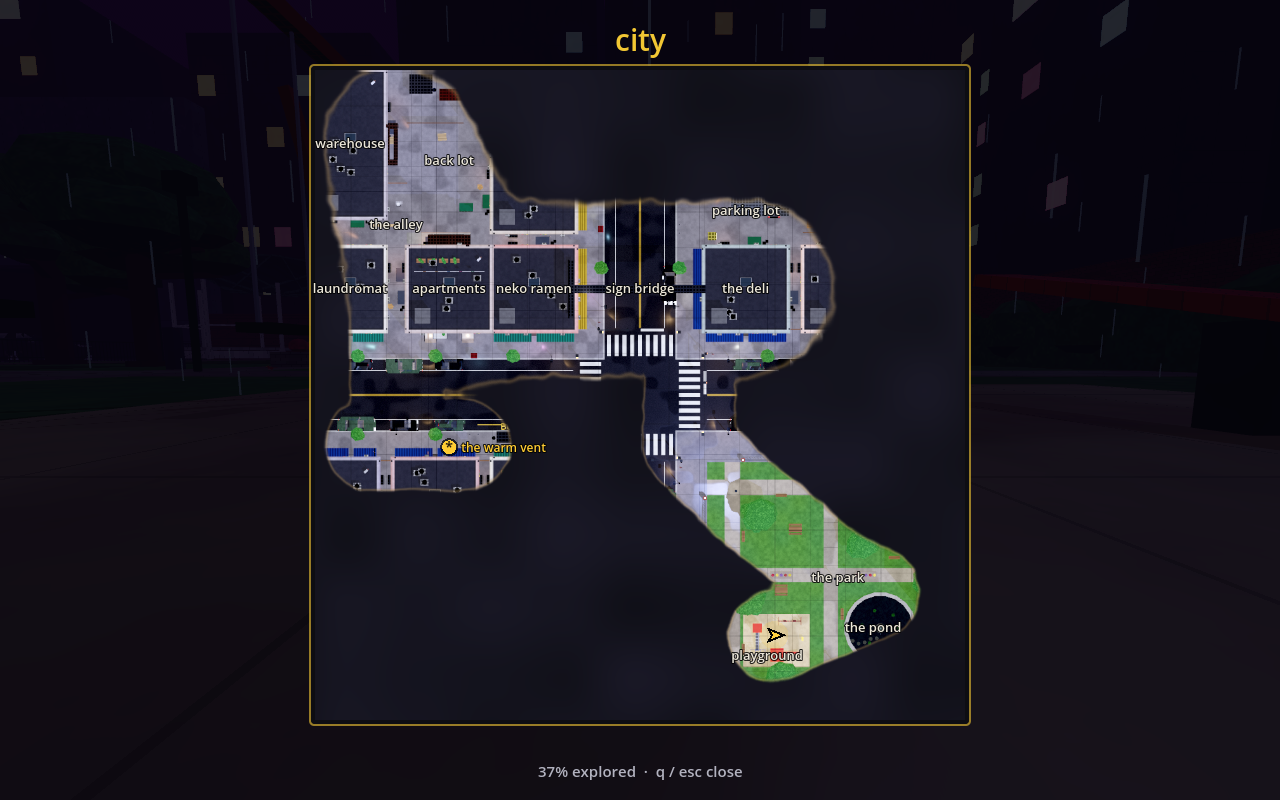 city
warehouse
back lot
parking lot
the alley
laundromat
apartments
neko ramen
sign bridge
the deli
the warm vent
the park
the pond
playground
37% explored · q / esc close